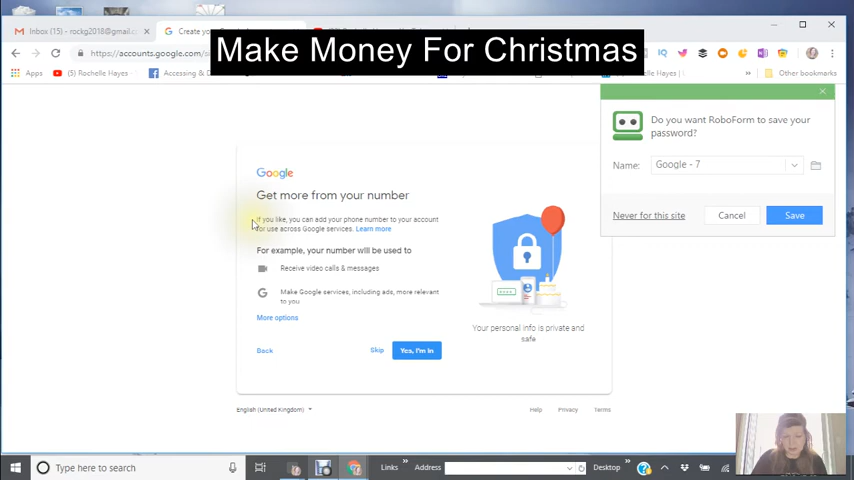 Make Money For Christmas
Inbox (15) - rockg2018@gmail.c
Create you
https://accounts.google.com/si
Apps
(5) Rochelle Hayes
Accessing & D
Hayes |
Other bookmarks
Do you want RoboForm to save your
password?
Name:
Google - 7
Never for this site
Cancel
Save
Google
Get more from your number
If you like, you can add your phone number to your account
for use across Google services. Learn more
For example, your number will be used to
Receive video calls & messages
Make Google services, including ads, more relevant
to you
More options
Your personal info is private and
safe
Back
Skip
Yes, I'm in
English (United Kingdom)
Help
Privacy
Terms
Type here to search
Links
Address
Desktop